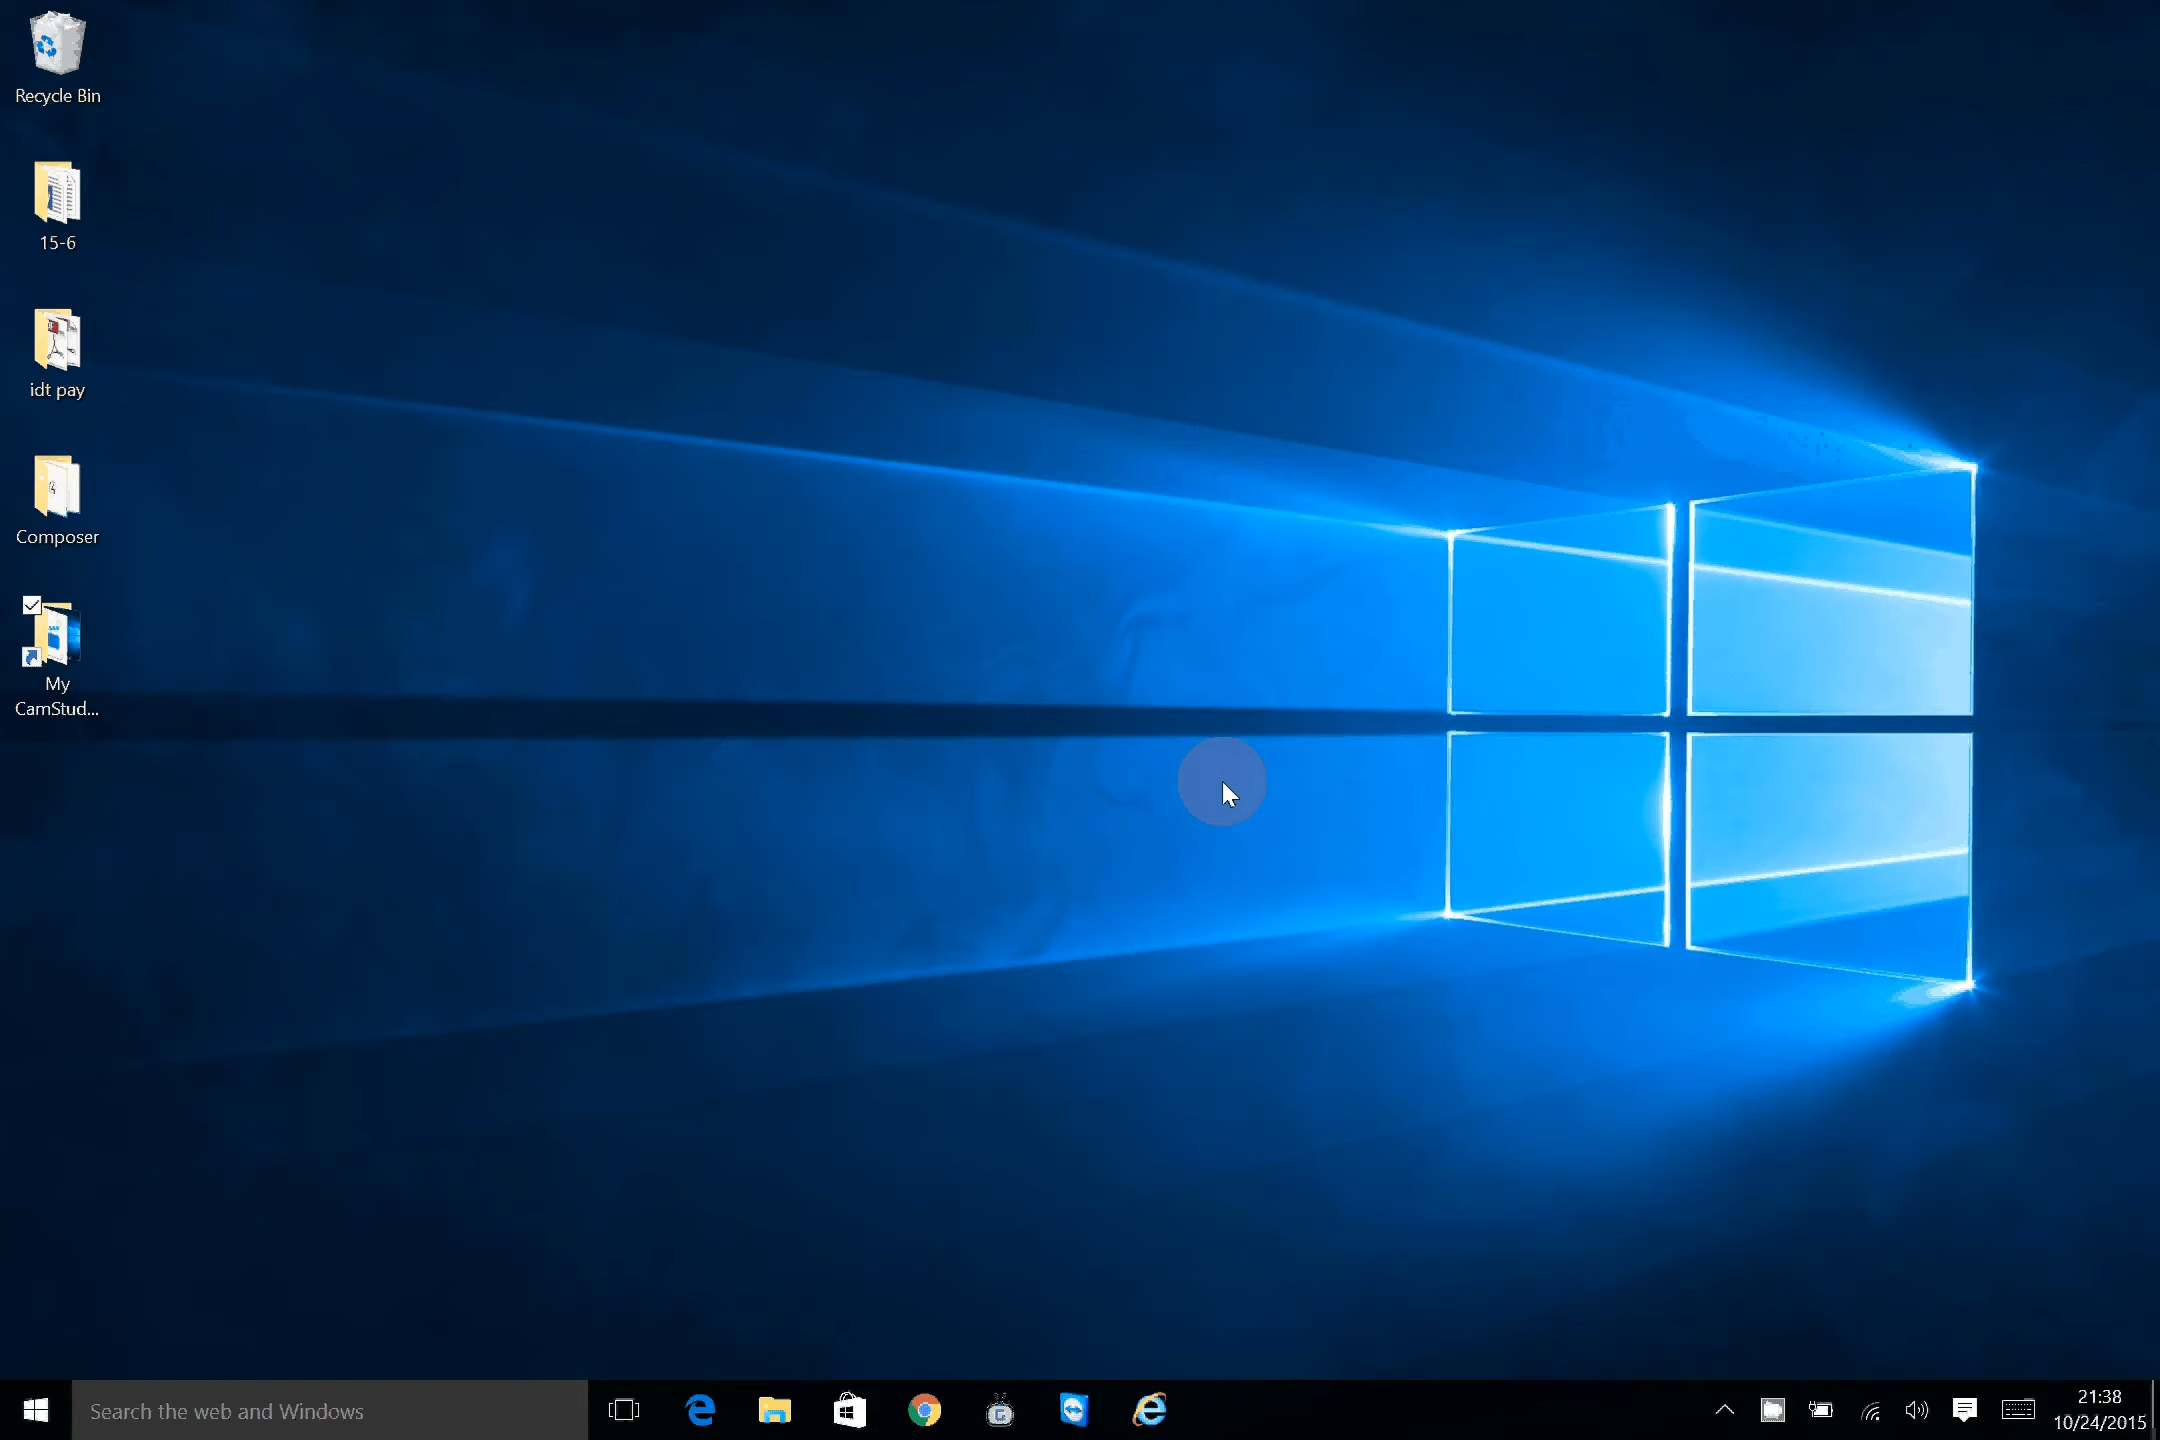 Recycle Bin
15-6
idt pay
Composer
My
CamStud...
Search the web and Windows
21:38
10/24/2015